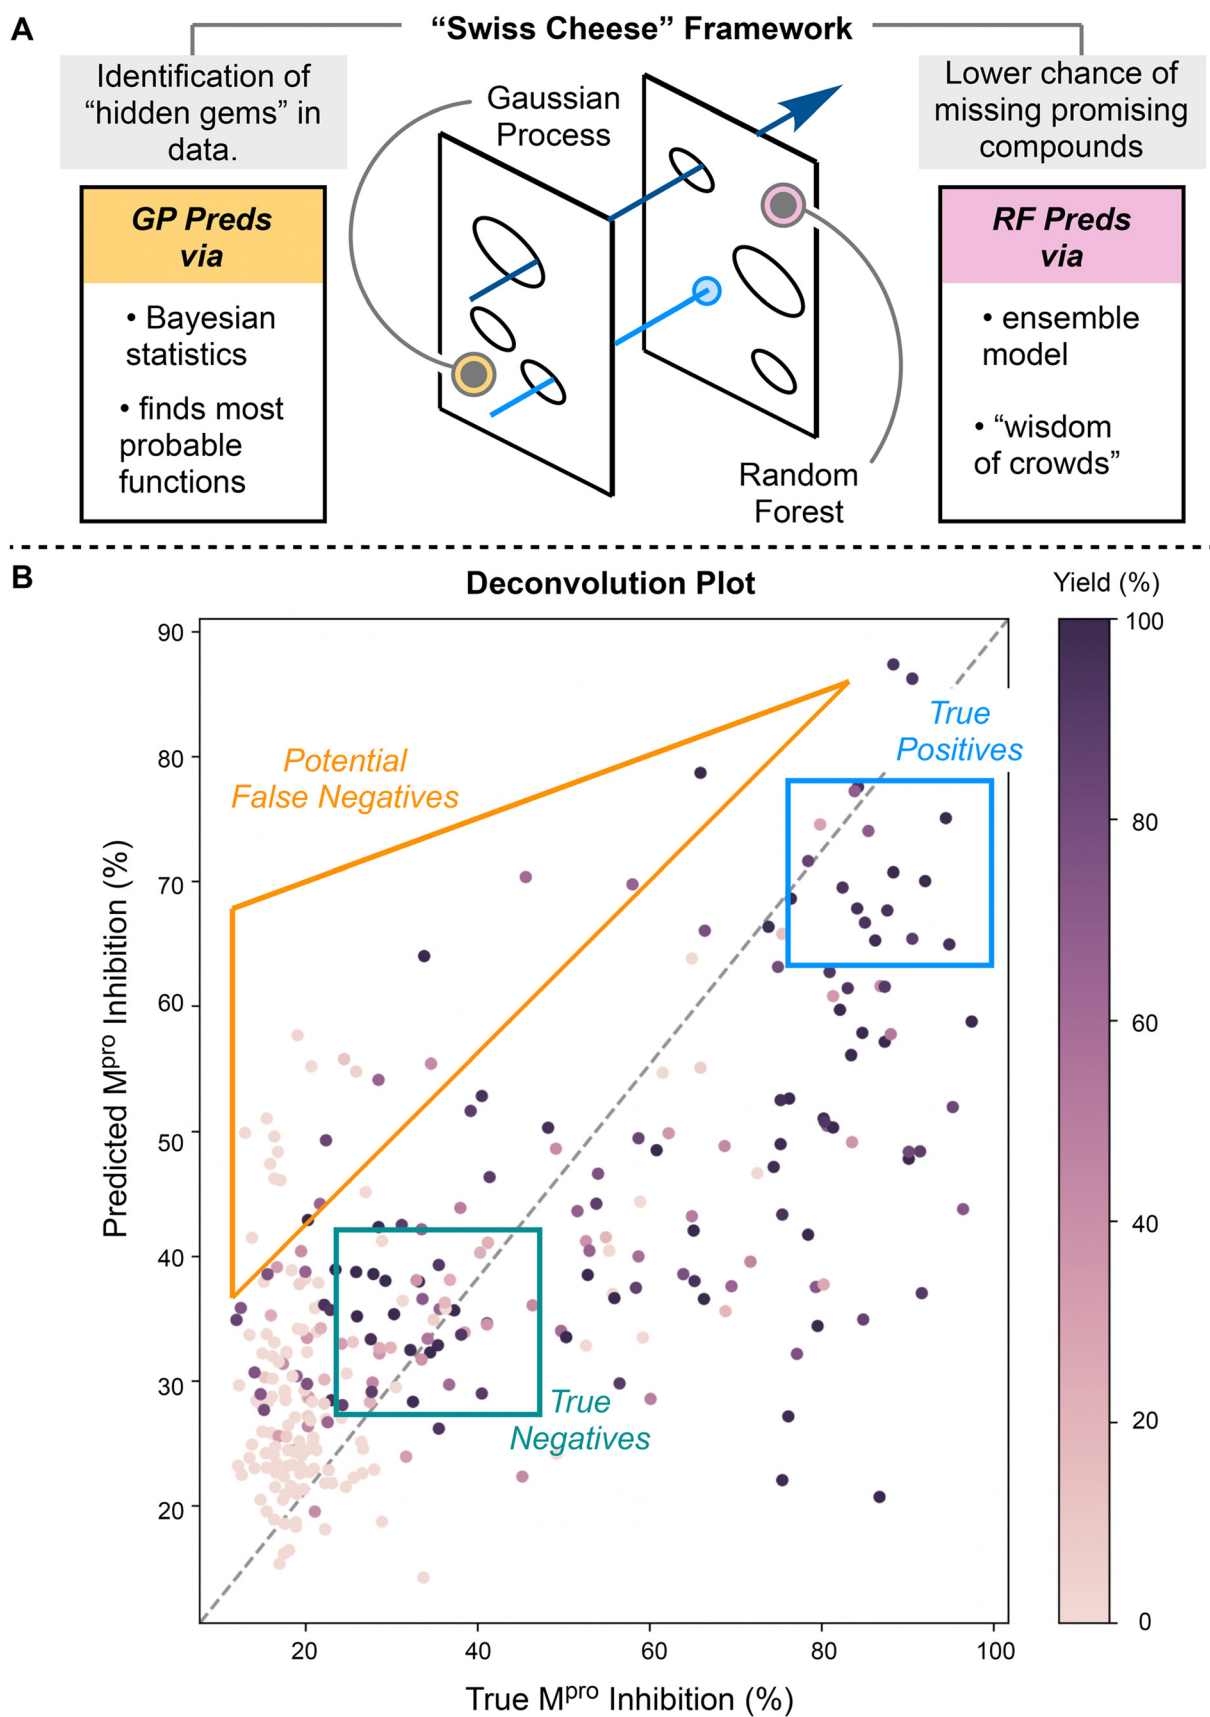 A
“Swiss Cheese” Framework
Identification of
“hidden gems” in
data.
Gaussian
Process
Lower chance of
missing promising
compounds
GP Preds
via
• Bayesian
statistics
• finds most
probable
functions
RF Preds
via
• ensemble
model
• “wisdom
of crowds”
Random
Forest
B
Deconvolution Plot
Yield (%)
90
80
70
60
50
40
30
20
Predicted Mᵖʳᵒ Inhibition (%)
Potential
False Negatives
True
Positives
True
Negatives
100
80
60
40
20
0
20
40
60
80
100
True Mᵖʳᵒ Inhibition (%)